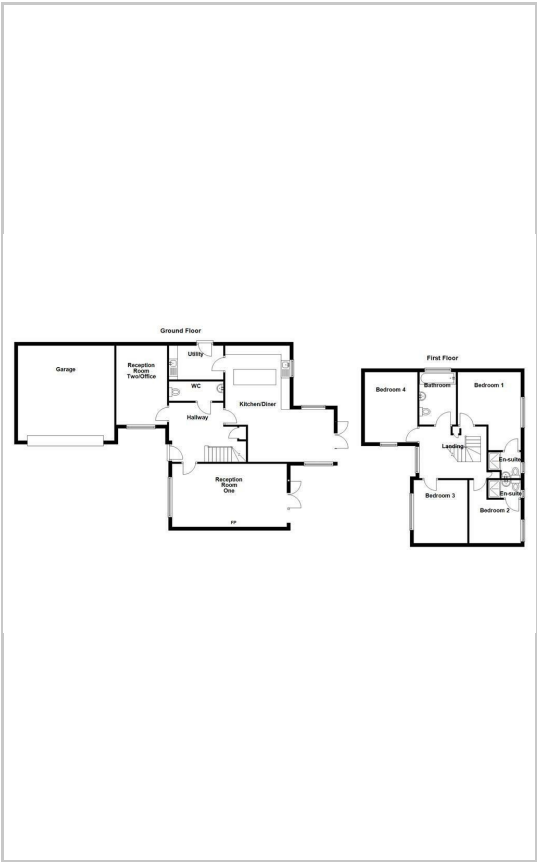 Ground Floor
Garage
Reception
Room
Two/Office
Utility
WC
Kitchen/Diner
Hallway
Reception
Room
One
FP
First Floor
Bedroom 4
Bathroom
Bedroom 1
Landing
En-suite
En-suite
Bedroom 3
Bedroom 2